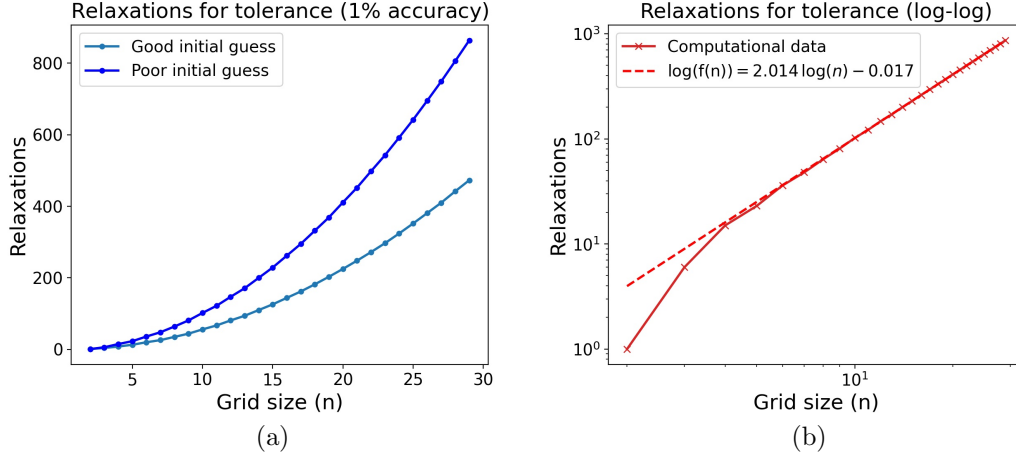 Relaxations for tolerance (1% accuracy)
Good initial guess
Poor initial guess
Relaxations
800
600
400
200
0
5
10
15
20
25
30
Grid size (n)
(a)
Relaxations for tolerance (log-log)
Computational data
log(f(n)) = 2.014 log(n) − 0.017
Relaxations
10³
10²
10¹
10⁰
10¹
Grid size (n)
(b)